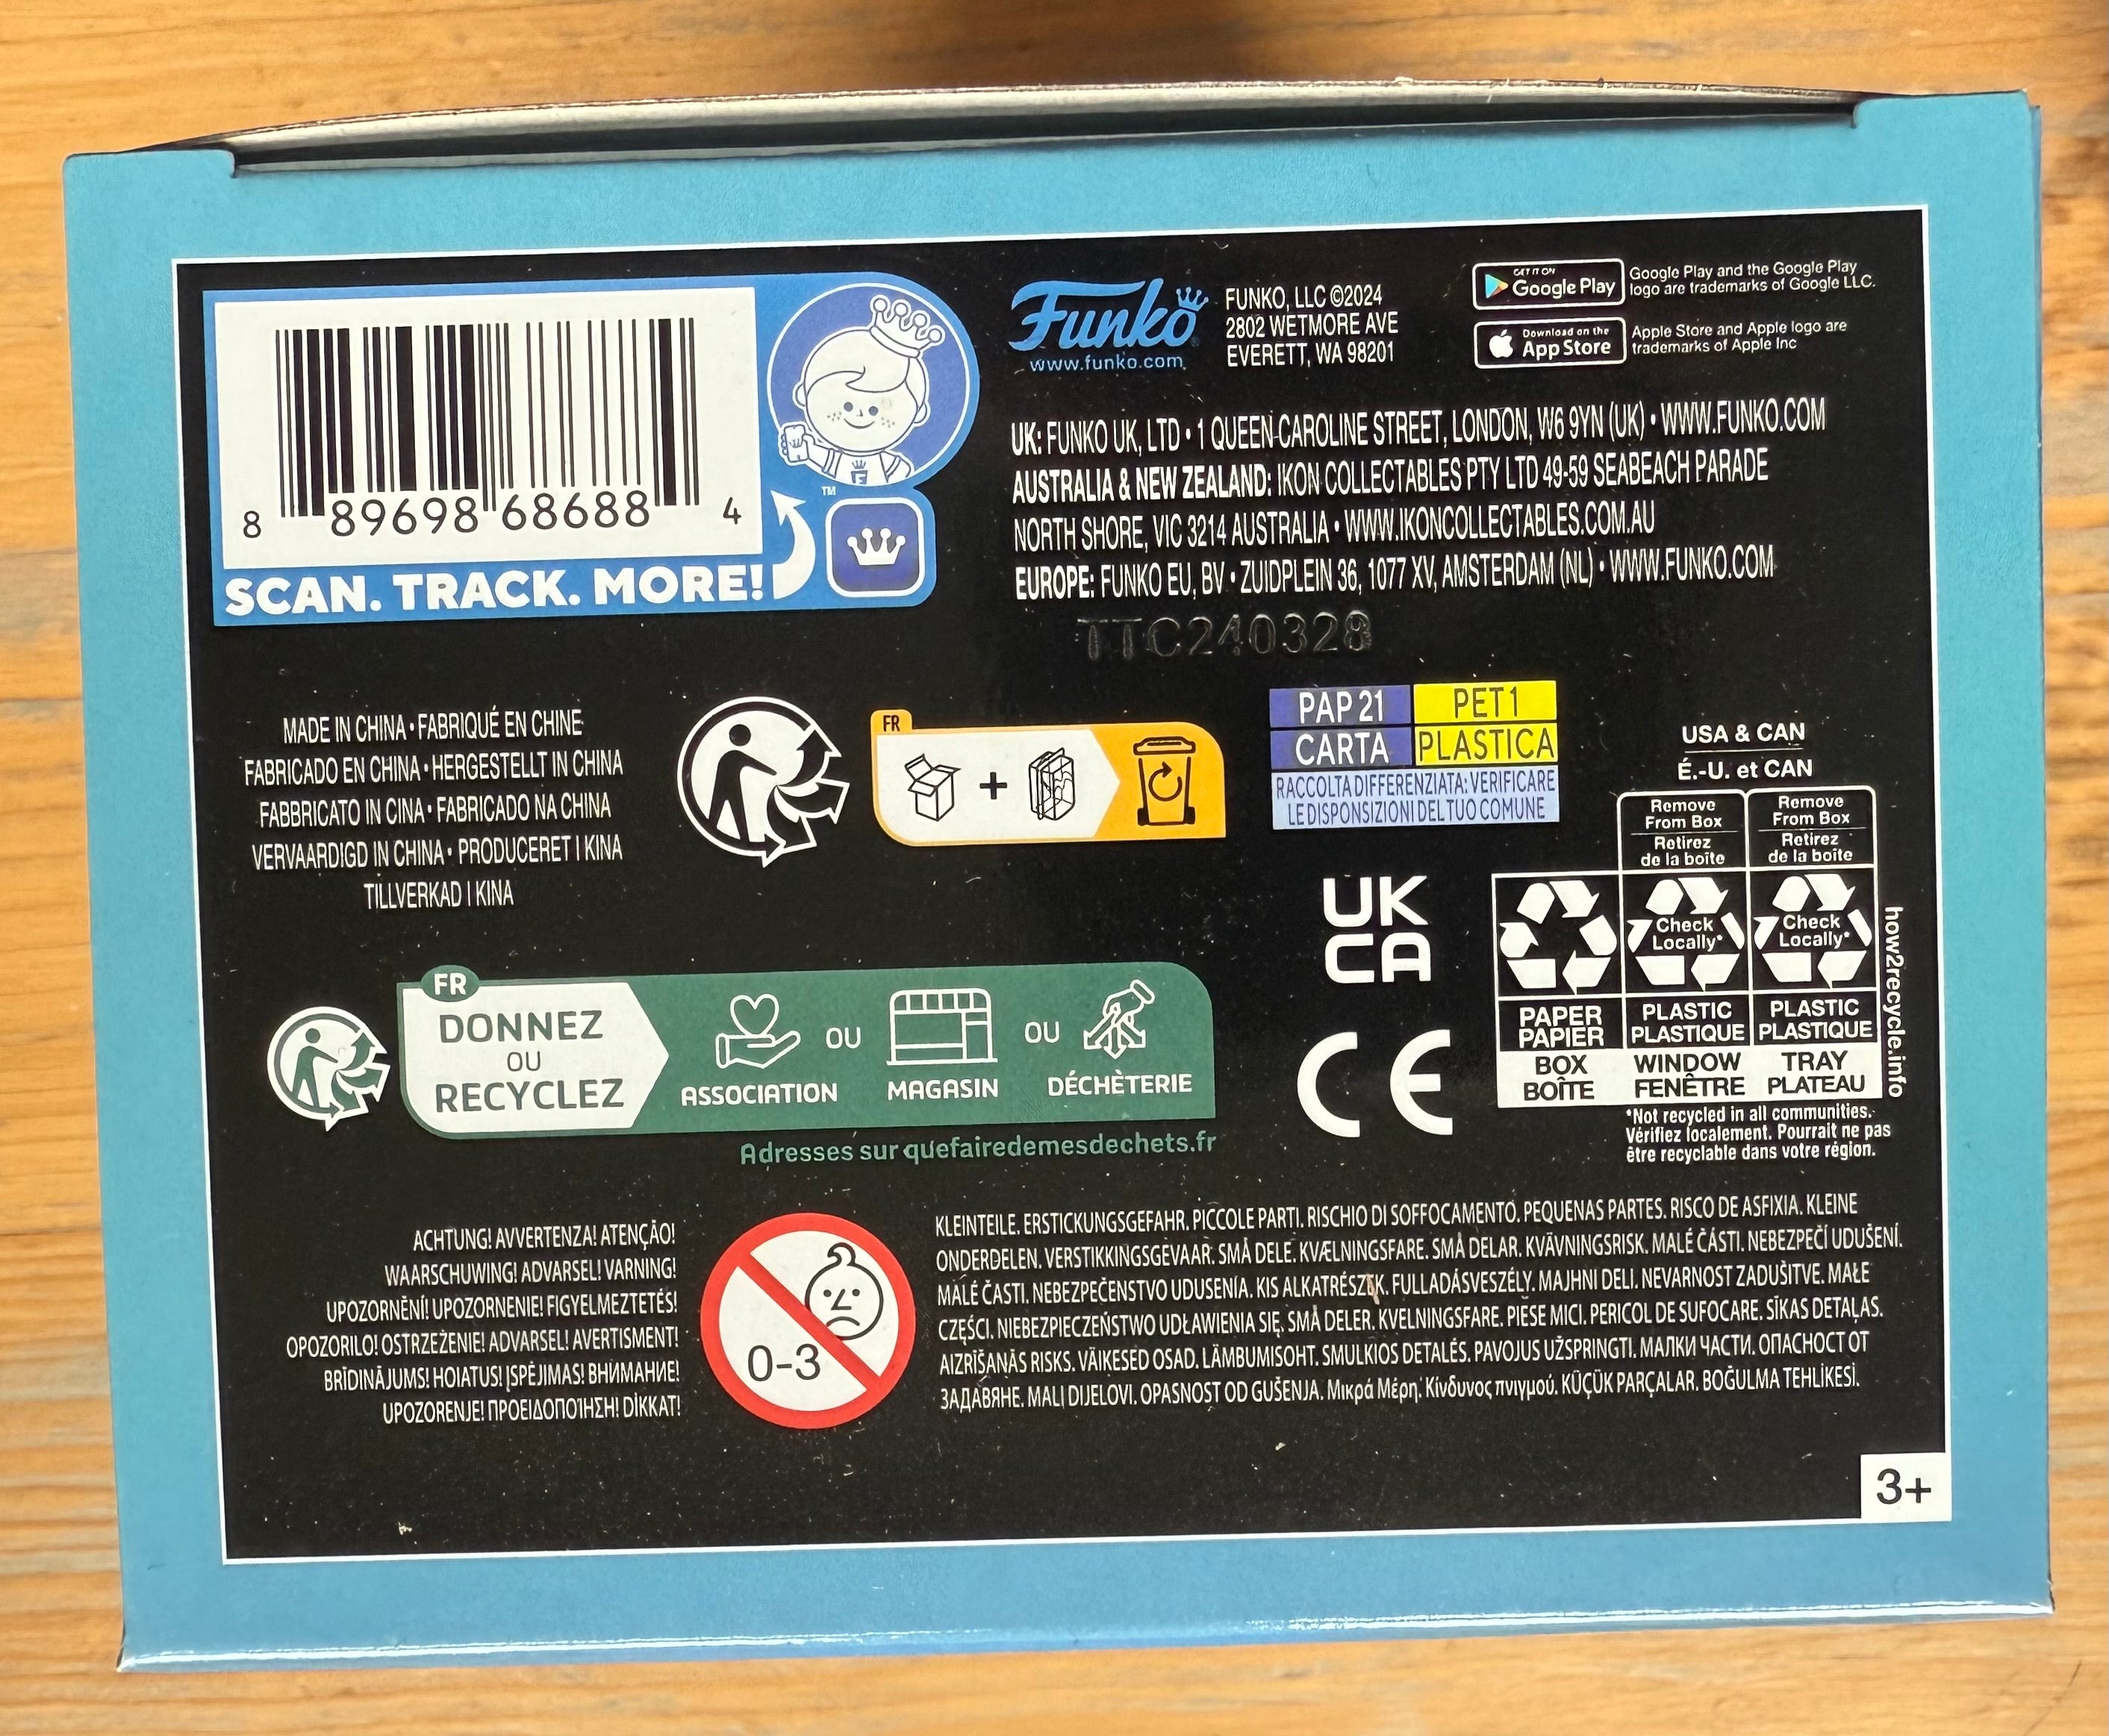 8 89698 68688 4
SCAN. TRACK. MORE!
™
Funko
www.funko.com
FUNKO, LLC ©2024
2802 WETMORE AVE
EVERETT, WA 98201
GET IT ON
Google Play
Google Play and the Google Play
logo are trademarks of Google LLC.
Download on the
App Store
Apple Store and Apple logo are
trademarks of Apple Inc
UK: FUNKO UK, LTD • 1 QUEEN CAROLINE STREET, LONDON, W6 9YN (UK) • WWW.FUNKO.COM
AUSTRALIA & NEW ZEALAND: IKON COLLECTABLES PTY LTD 49-59 SEABEACH PARADE
NORTH SHORE, VIC 3214 AUSTRALIA • WWW.IKONCOLLECTABLES.COM.AU
EUROPE: FUNKO EU, BV • ZUIDPLEIN 36, 1077 XV, AMSTERDAM (NL) • WWW.FUNKO.COM
TTC240328
MADE IN CHINA • FABRIQUÉ EN CHINE
FABRICADO EN CHINA • HERGESTELLT IN CHINA
FABBRICATO IN CINA • FABRICADO NA CHINA
VERVAARDIGD IN CHINA • PRODUCERET I KINA
TILLVERKAD I KINA
FR
+
PAP 21
PET1
CARTA
PLASTICA
RACCOLTA DIFFERENZIATA: VERIFICARE
LE DISPONSIZIONI DEL TUO COMUNE
USA & CAN
É.-U. et CAN
Remove
From Box
Retirez
de la boîte
Remove
From Box
Retirez
de la boîte
Check
Locally*
Check
Locally*
PAPER
PAPIER
PLASTIC
PLASTIQUE
PLASTIC
PLASTIQUE
BOX
BOÎTE
WINDOW
FENÊTRE
TRAY
PLATEAU
how2recycle.info
*Not recycled in all communities.
Vérifiez localement. Pourrait ne pas
être recyclable dans votre région.
UK
CA
CE
FR
DONNEZ
OU
RECYCLEZ
ASSOCIATION
OU
MAGASIN
OU
DÉCHÈTERIE
Adresses sur quefairedemesdechets.fr
ACHTUNG! AVVERTENZA! ATENÇÃO!
WAARSCHUWING! ADVARSEL! VARNING!
UPOZORNĚNÍ! UPOZORNENIE! FIGYELMEZTETÉS!
OPOZORILO! OSTRZEŻENIE! ADVARSEL! AVERTISMENT!
BRĪDINĀJUMS! HOIATUS! ĮSPĖJIMAS! ВНИМАНИЕ!
UPOZORENJE! ΠΡΟΕΙΔΟΠΟΊΗΣΗ! DİKKAT!
0-3
KLEINTEILE. ERSTICKUNGSGEFAHR. PICCOLE PARTI. RISCHIO DI SOFFOCAMENTO. PEQUENAS PARTES. RISCO DE ASFIXIA. KLEINE
ONDERDELEN. VERSTIKKINGSGEVAAR. SMÅ DELE. KVÆLNINGSFARE. SMÅ DELAR. KVÄVNINGSRISK. MALÉ ČÁSTI. NEBEZPEČÍ UDUŠENÍ.
MALÉ ČASTI. NEBEZPEČENSTVO UDUSENIA. KIS ALKATRÉSZEK. FULLADÁSVESZÉLY. MAJHNI DELI. NEVARNOST ZADUŠITVE. MAŁE
CZĘŚCI. NIEBEZPIECZEŃSTWO UDŁAWIENIA SIĘ. SMÅ DELER. KVELNINGSFARE. PIESE MICI. PERICOL DE SUFOCARE. SĪKAS DETAĻAS.
AIZRĪŠANĀS RISKS. VÄIKESED OSAD. LÄMBUMISOHT. SMULKIOS DETALĖS. PAVOJUS UŽSPRINGTI. МАЛКИ ЧАСТИ. ОПАСНОСТ ОТ
ЗАДАВЯНЕ. MALI DIJELOVI. OPASNOST OD GUŠENJA. Μικρά Μέρη. Κίνδυνος πνιγμού. KÜÇÜK PARÇALAR. BOĞULMA TEHLİKESİ.
3+